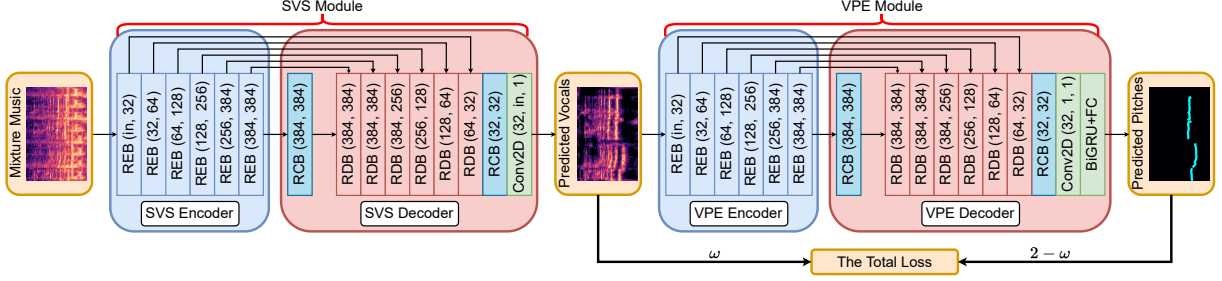 SVS Module
VPE Module
Mixture Music
REB (in, 32)
REB (32, 64)
REB (64, 128)
REB (128, 256)
REB (256, 384)
REB (384, 384)
SVS Encoder
RCB (384, 384)
RDB (384, 384)
RDB (384, 384)
RDB (384, 256)
RDB (256, 128)
RDB (128, 64)
RDB (64, 32)
RCB (32, 32)
Conv2D (32, in, 1)
SVS Decoder
Predicted Vocals
REB (in, 32)
REB (32, 64)
REB (64, 128)
REB (128, 256)
REB (256, 384)
REB (384, 384)
VPE Encoder
RCB (384, 384)
RDB (384, 384)
RDB (384, 384)
RDB (384, 256)
RDB (256, 128)
RDB (128, 64)
RDB (64, 32)
RCB (32, 32)
Conv2D (32, 1, 1)
BiGRU+FC
VPE Decoder
Predicted Pitches
ω
The Total Loss
2 − ω